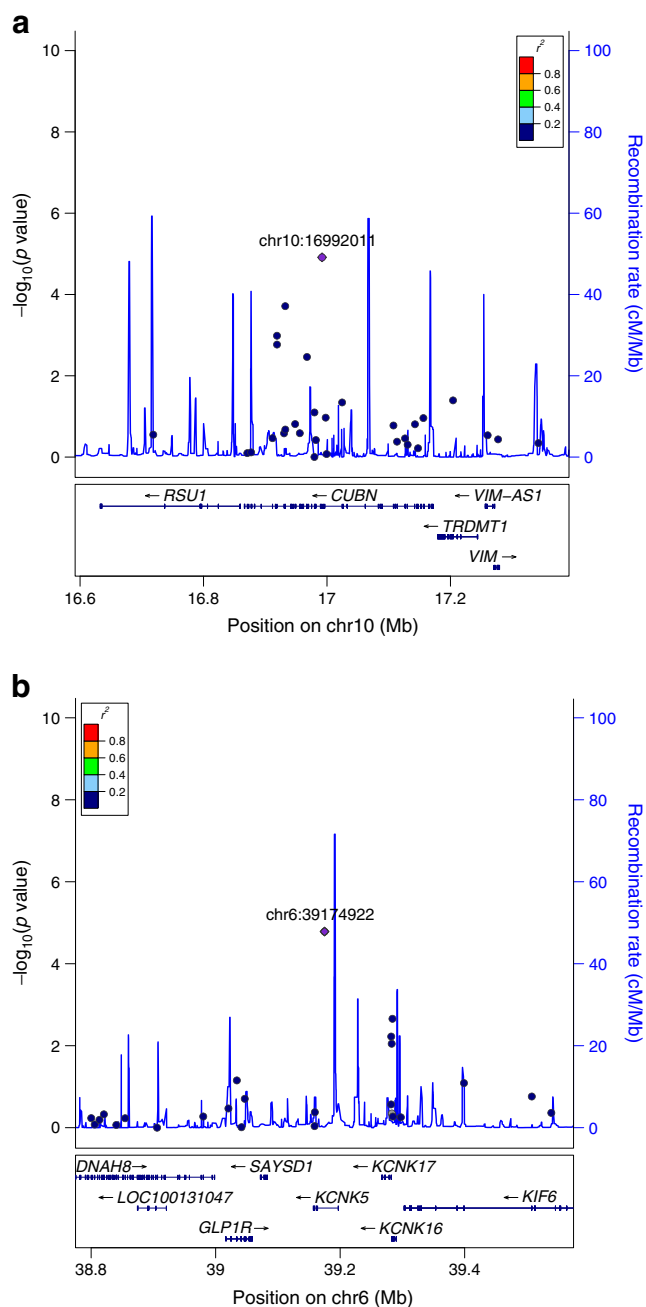 a
10
8
6
4
2
0
–log10(p value)
100
80
60
40
20
0
Recombination rate (cM/Mb)
r2
0.8
0.6
0.4
0.2
chr10:16992011
← RSU1
← CUBN
← VIM−AS1
← TRDMT1
VIM →
16.6 16.8 17 17.2
Position on chr10 (Mb)
b
10
8
6
4
2
0
–log10(p value)
100
80
60
40
20
0
Recombination rate (cM/Mb)
r2
0.8
0.6
0.4
0.2
chr6:39174922
DNAH8 → ← SAYSD1 ← KCNK17
← LOC100131047 ← KCNK5 ← KIF6
GLP1R → ← KCNK16
38.8 39 39.2 39.4
Position on chr6 (Mb)